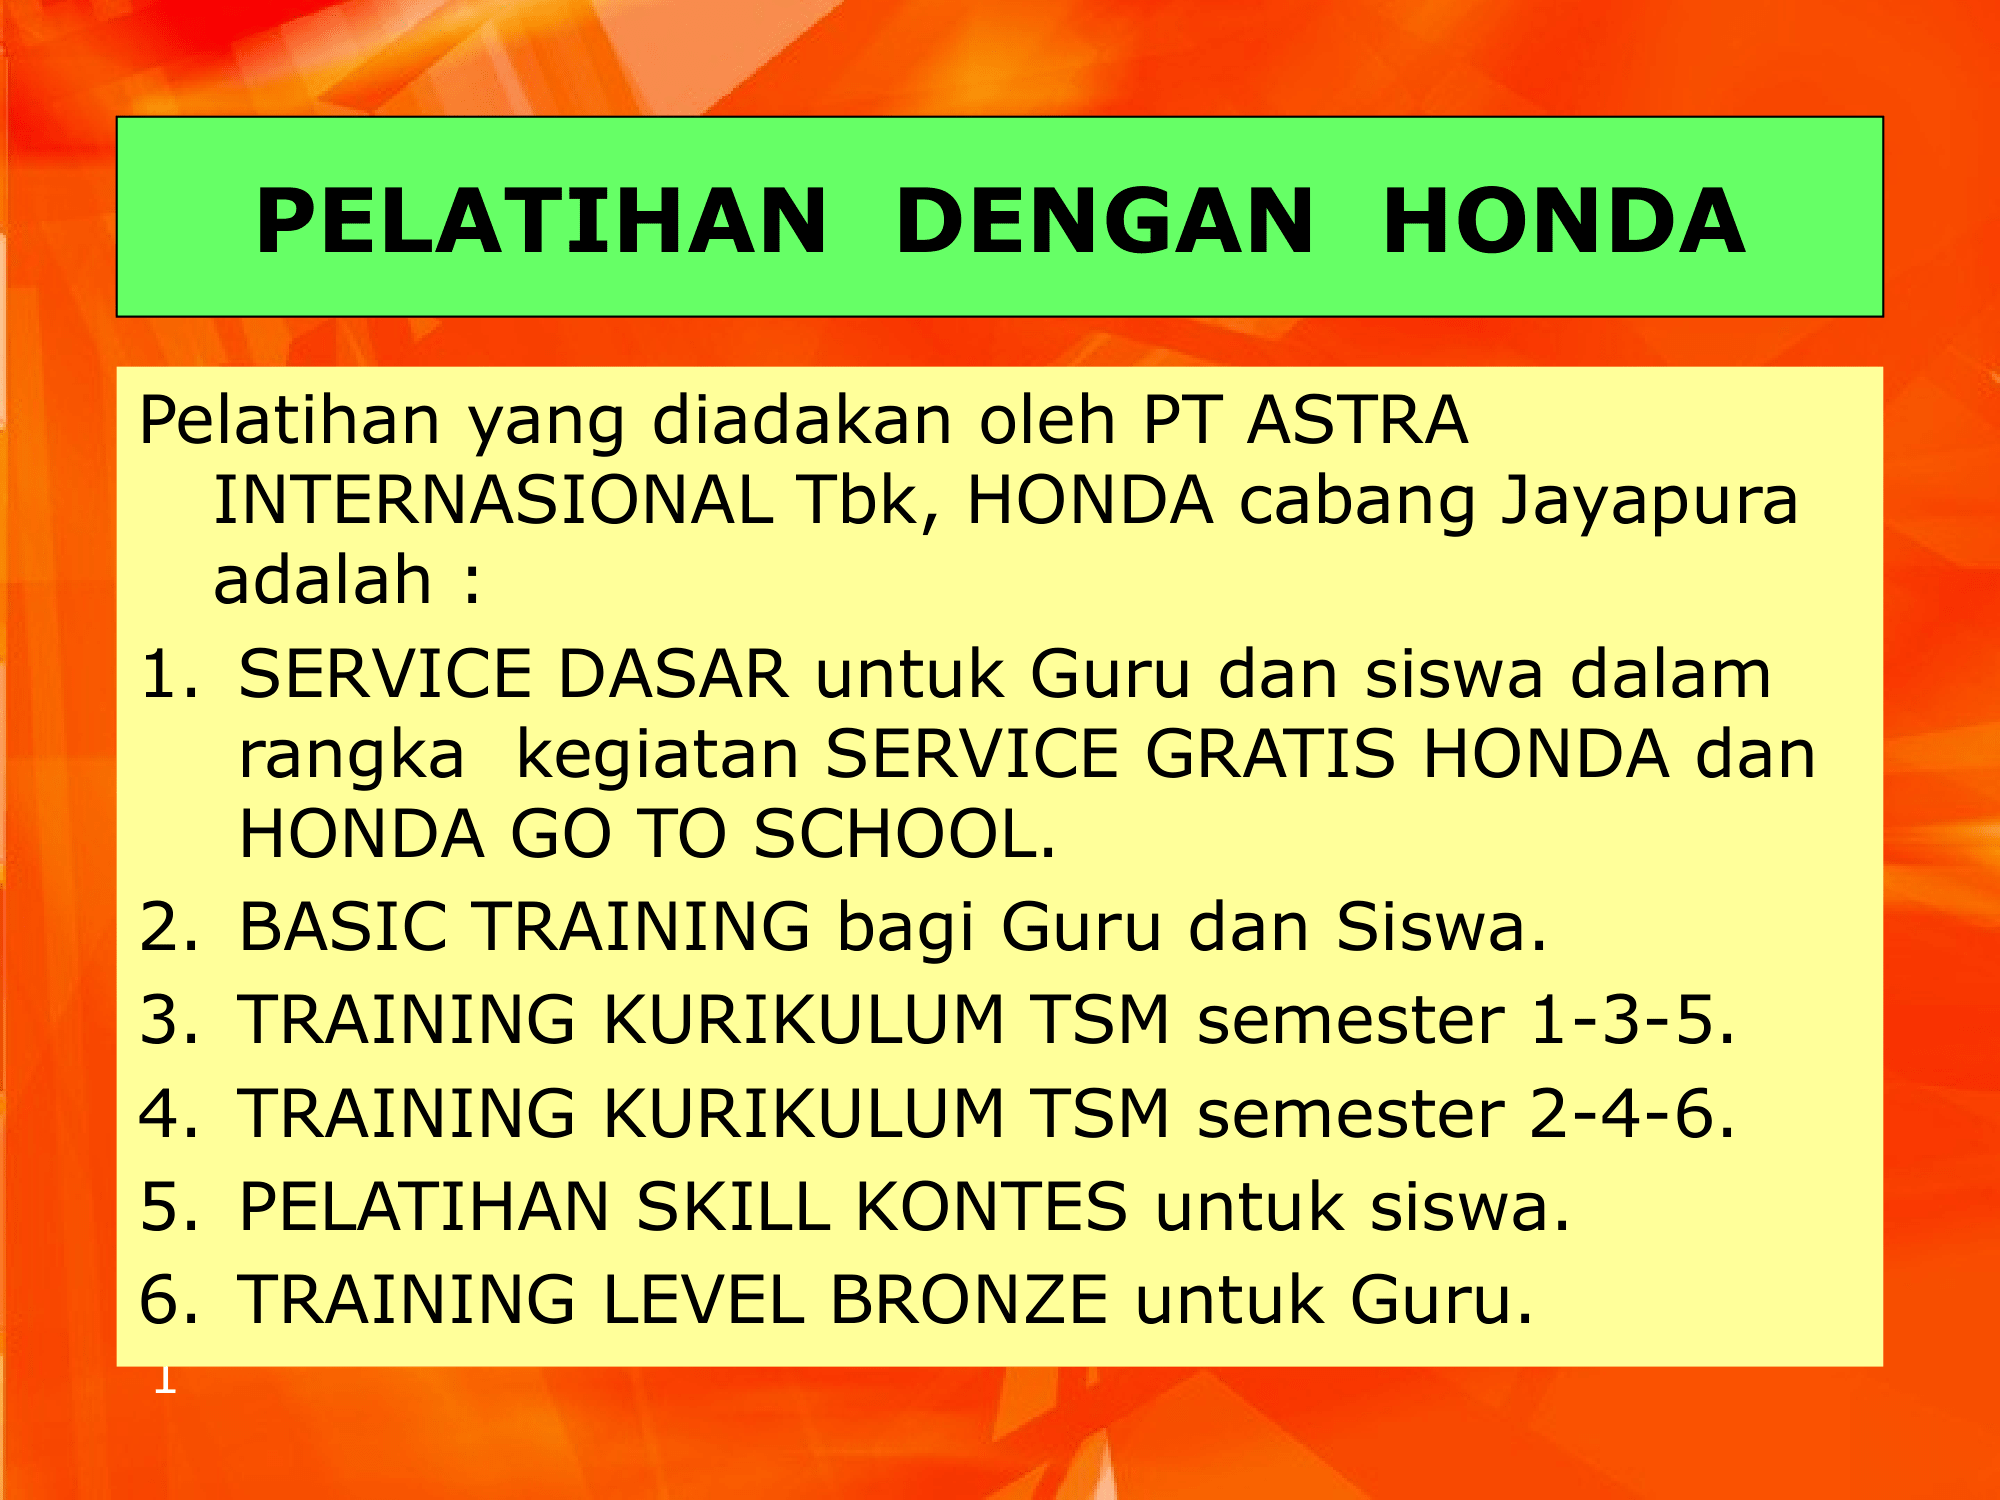 PELATIHAN DENGAN HONDA
Pelatihan yang diadakan oleh PT ASTRA
INTERNASIONAL Tbk, HONDA cabang Jayapura
adalah :
1. SERVICE DASAR untuk Guru dan siswa dalam
rangka kegiatan SERVICE GRATIS HONDA dan
HONDA GO TO SCHOOL.
2. BASIC TRAINING bagi Guru dan Siswa.
3. TRAINING KURIKULUM TSM semester 1-3-5.
4. TRAINING KURIKULUM TSM semester 2-4-6.
5. PELATIHAN SKILL KONTES untuk siswa.
6. TRAINING LEVEL BRONZE untuk Guru.
1